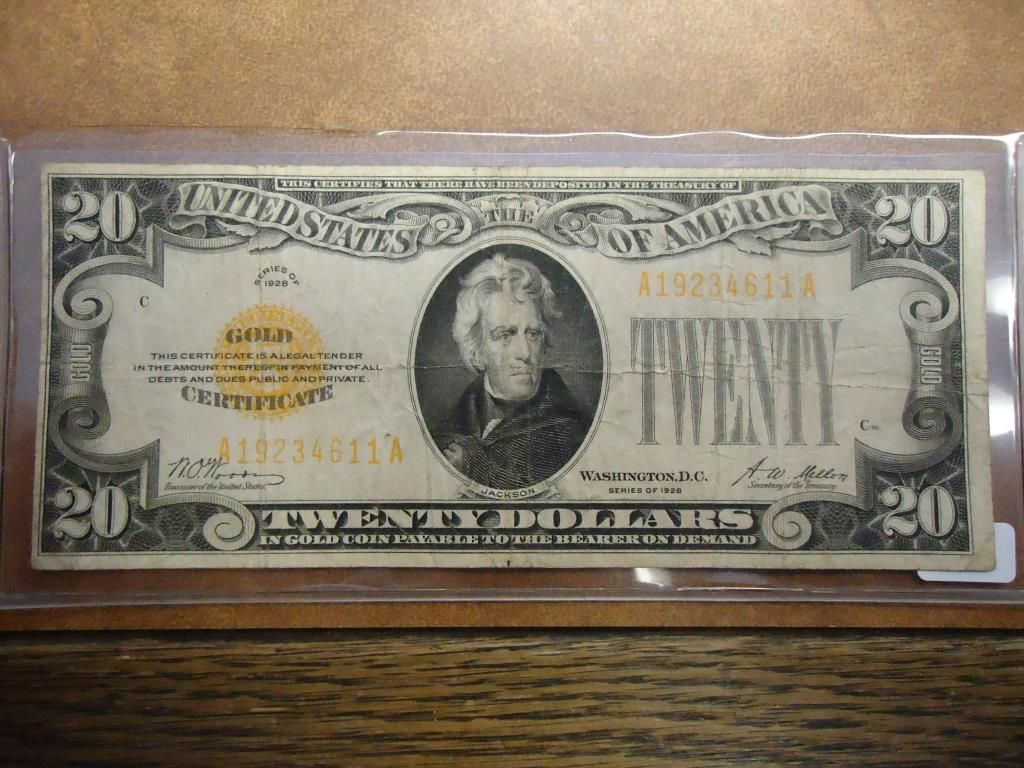 THIS CERTIFIES THAT THERE HAVE BEEN DEPOSITED IN THE TREASURY OF
20 UNITED STATES THE OF AMERICA 20
SERIES OF
1928
A19234611A
C
GOLD
THIS CERTIFICATE IS A LEGAL TENDER
IN THE AMOUNT THEREOF IN PAYMENT OF ALL
DEBTS AND DUES PUBLIC AND PRIVATE.
CERTIFICATE
GOLD
TWENTY
GOLD
C
A19234611A
W.O. Woods
Treasurer of the United States.
WASHINGTON, D.C.
SERIES OF 1928
A.W. Mellon
Secretary of the Treasury.
JACKSON
20 TWENTY DOLLARS 20
IN GOLD COIN PAYABLE TO THE BEARER ON DEMAND